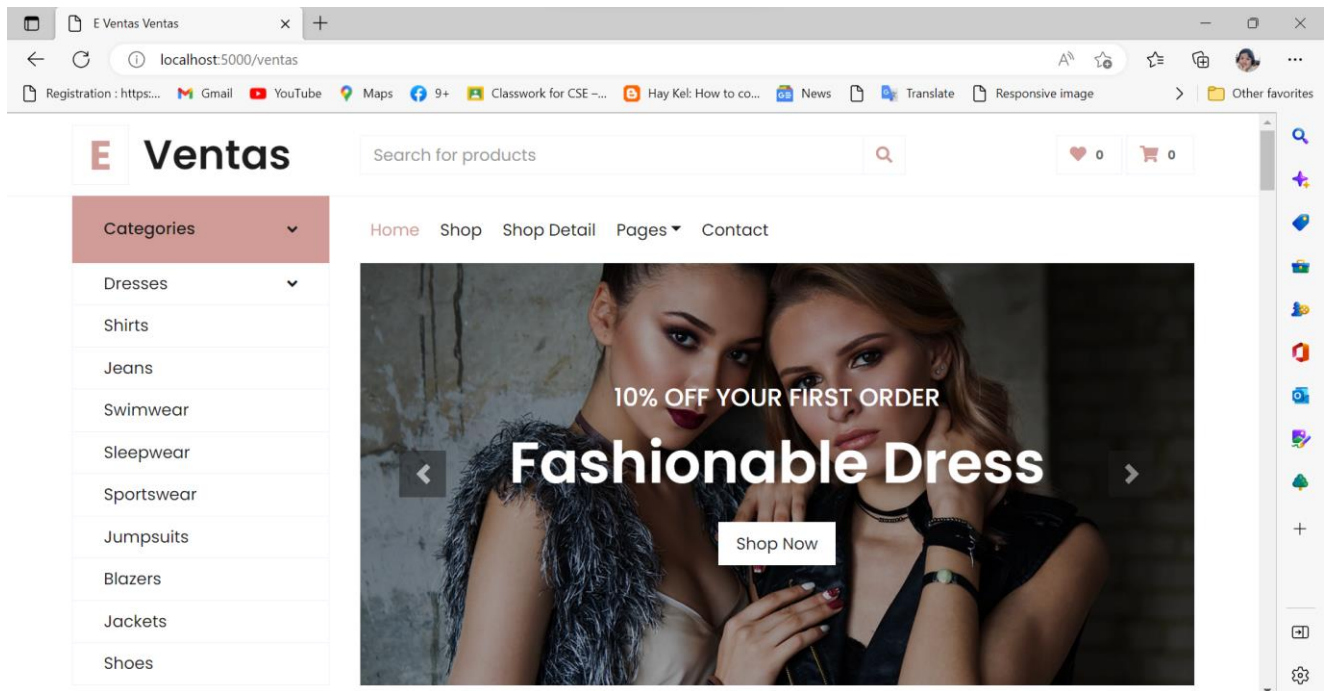 E Ventas Ventas
localhost:5000/ventas
Registration : https:... Gmail YouTube Maps 9+ Classwork for CSE –... Hay Kel: How to co... News Translate Responsive image Other favorites
E Ventas Search for products 0 0
Categories
Home Shop Shop Detail Pages Contact
Dresses
Shirts
Jeans
Swimwear
Sleepwear
Sportswear
Jumpsuits
Blazers
Jackets
Shoes
10% OFF YOUR FIRST ORDER
Fashionable Dress
Shop Now